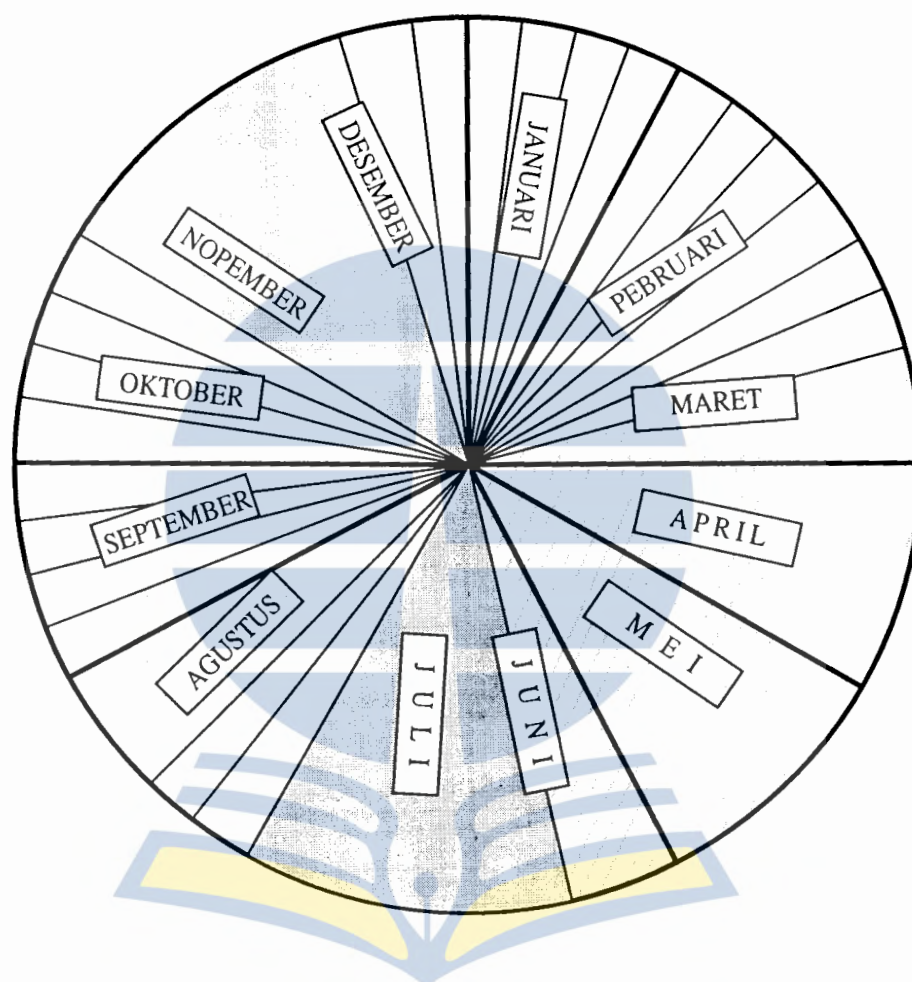 JANUARI
PEBRUARI
MARET
APRIL
MEI
JUNI
JULI
AGUSTUS
SEPTEMBER
OKTOBER
NOPEMBER
DESEMBER